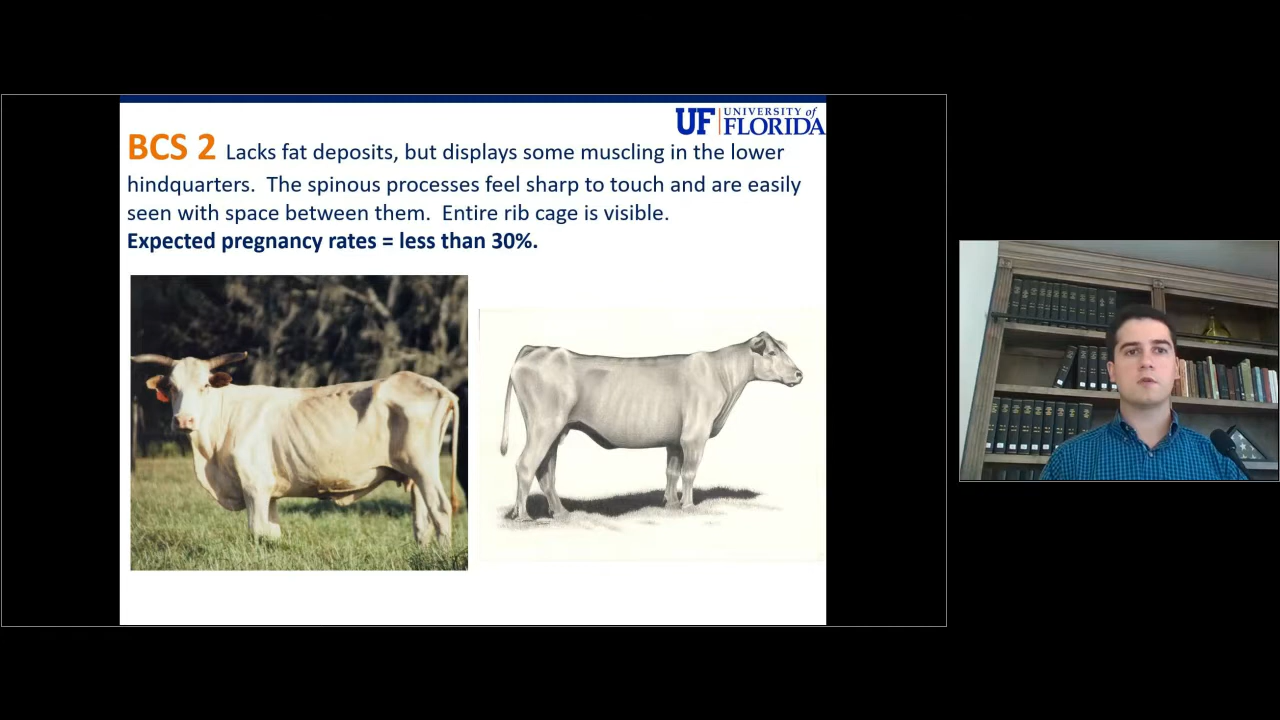 UF UNIVERSITY of
FLORIDA
BCS 2 Lacks fat deposits, but displays some muscling in the lower
hindquarters. The spinous processes feel sharp to touch and are easily
seen with space between them. Entire rib cage is visible.
Expected pregnancy rates = less than 30%.